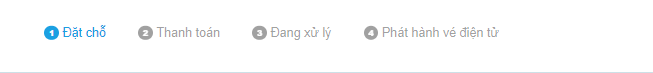 1 Đặt chỗ 2 Thanh toán 3 Đang xử lý 4 Phát hành vé điện tử